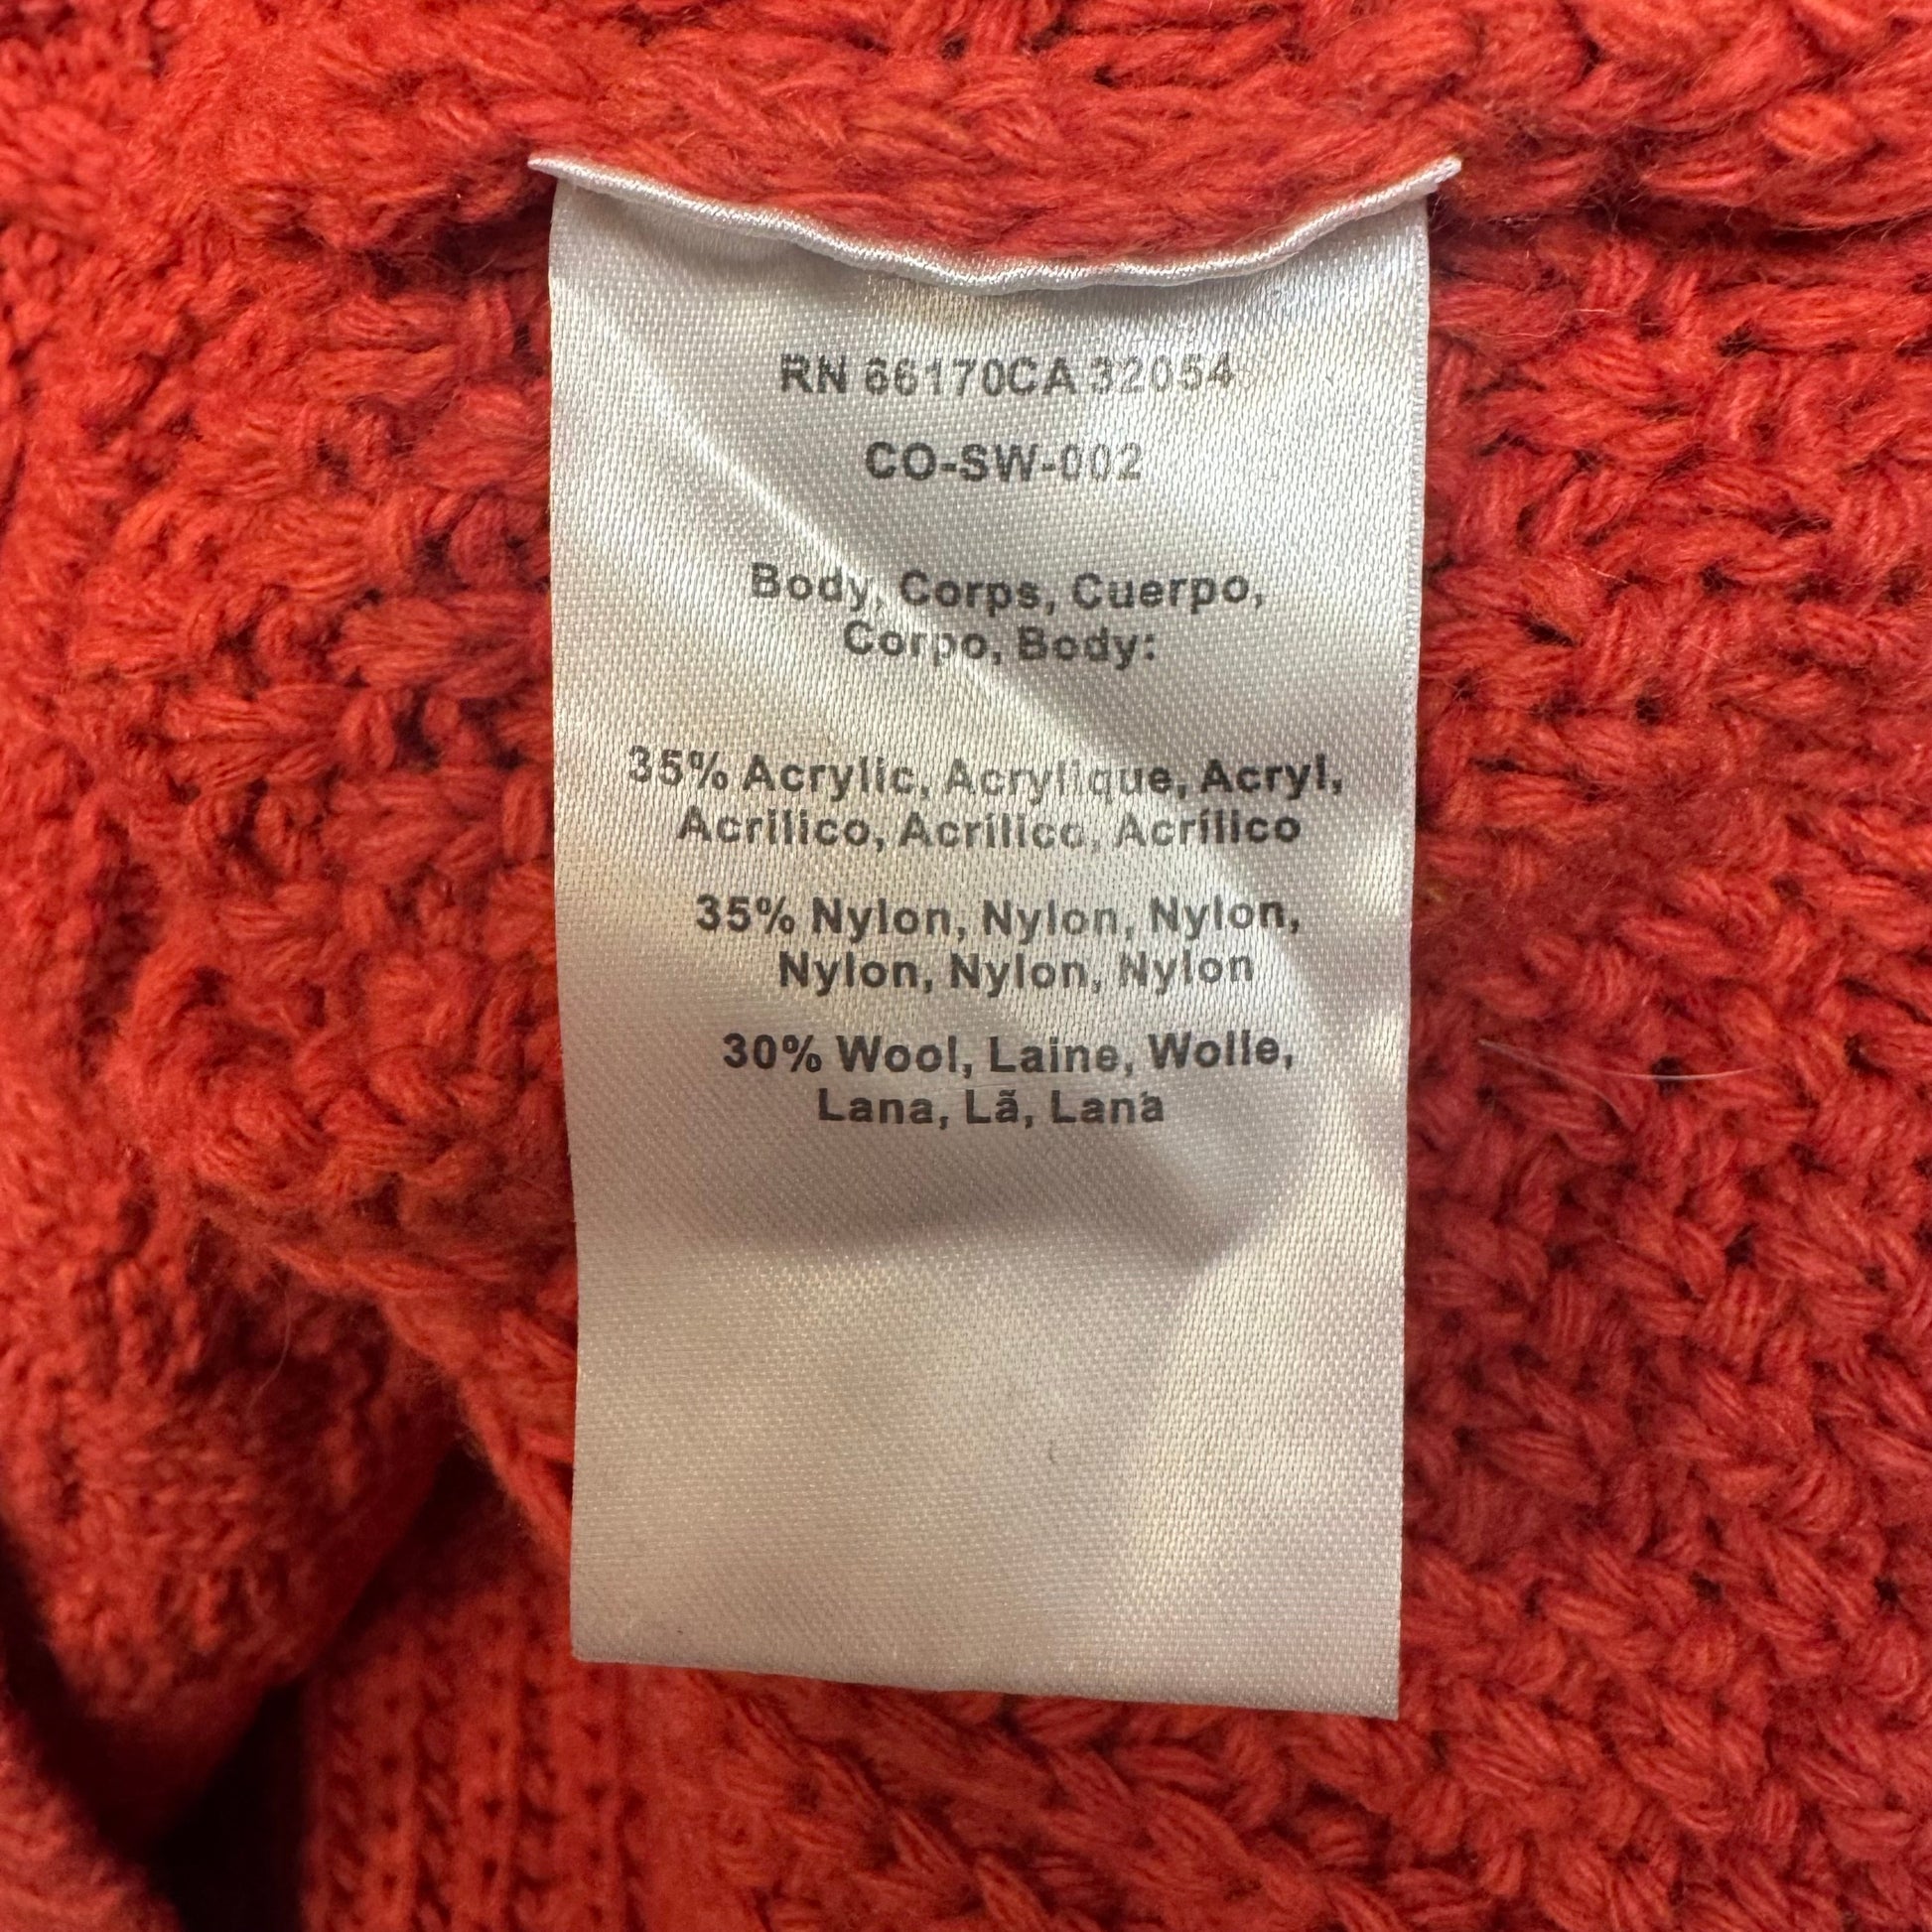 RN 66170CA 32054
CO-SW-002
Body, Corps, Cuerpo,
Corpo, Body:
35% Acrylic, Acrylique, Acryl,
Acrilico, Acrílico, Acrílico
35% Nylon, Nylon, Nylon,
Nylon, Nylon, Nylon
30% Wool, Laine, Wolle,
Lana, Lã, Lana